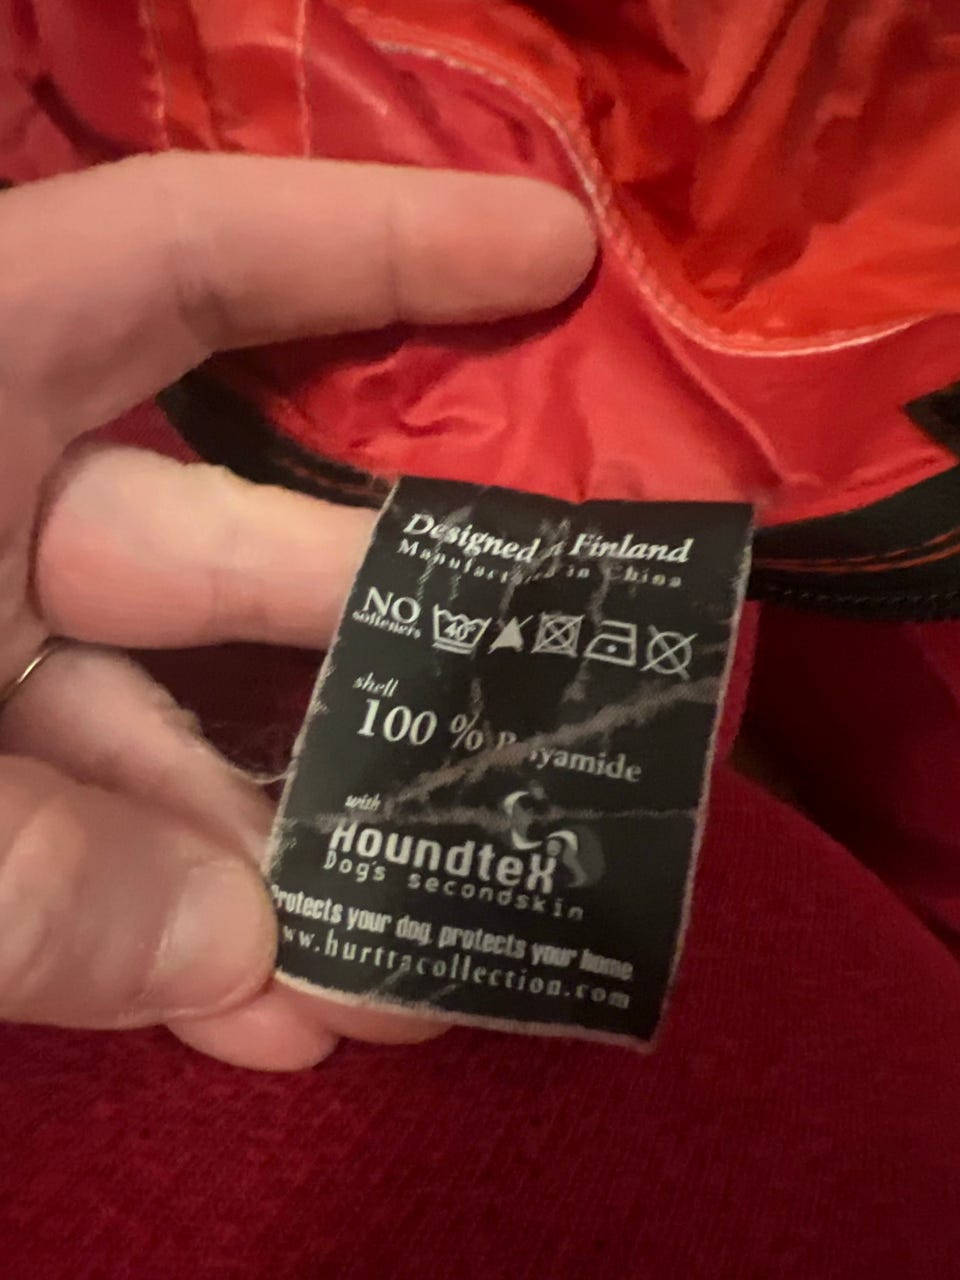 Designed Finland
Manufactured in China
NO
softeners
40°
shell
100 % Polyamide
with
Houndtex
Dog's secondskin
Protects your dog, protects your home
www.hurttacollection.com